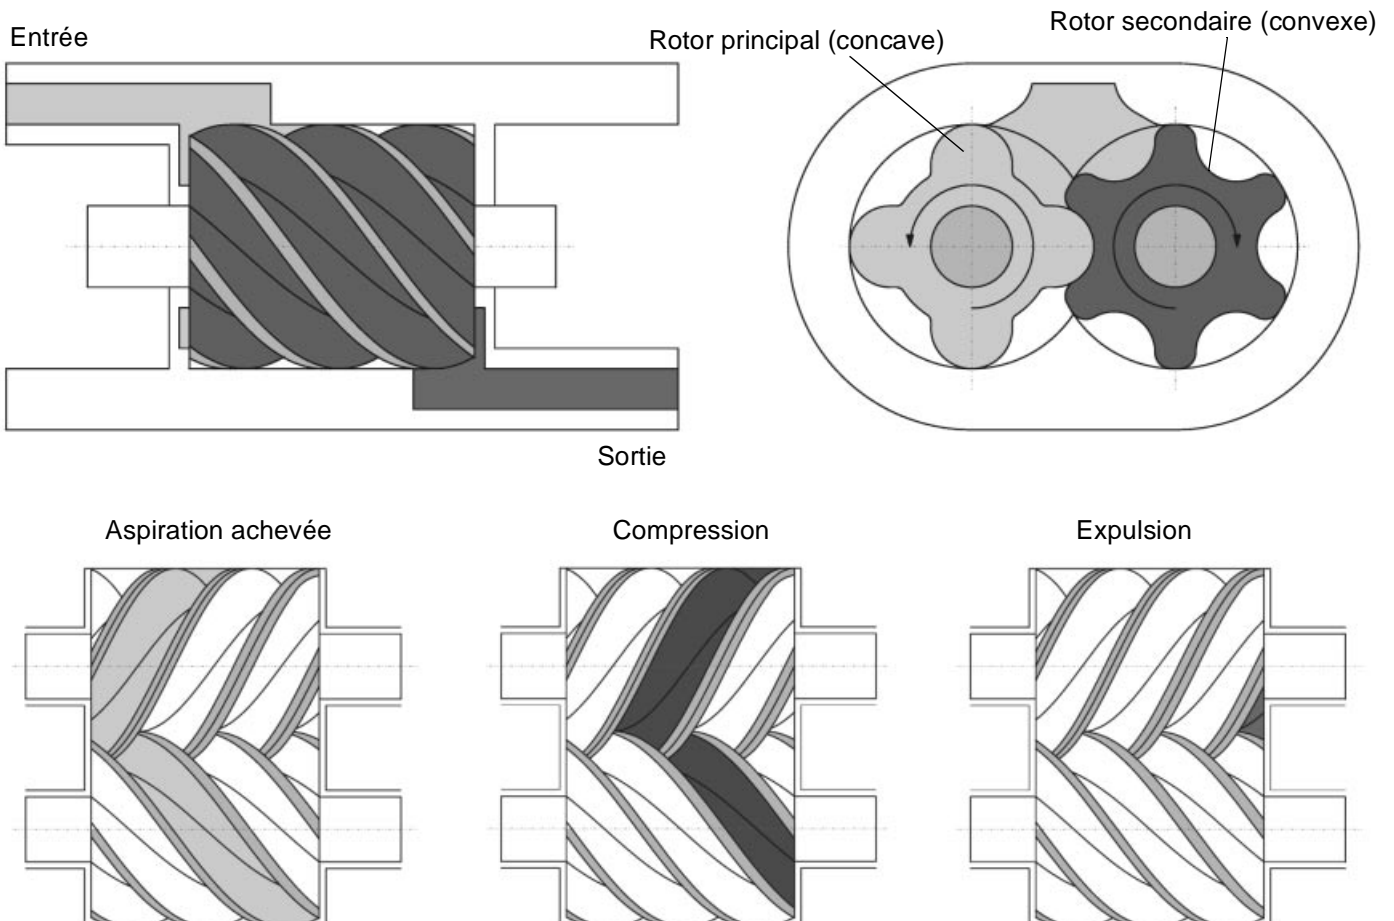 Entrée
Rotor principal (concave)
Rotor secondaire (convexe)
Sortie
Aspiration achevée
Compression
Expulsion